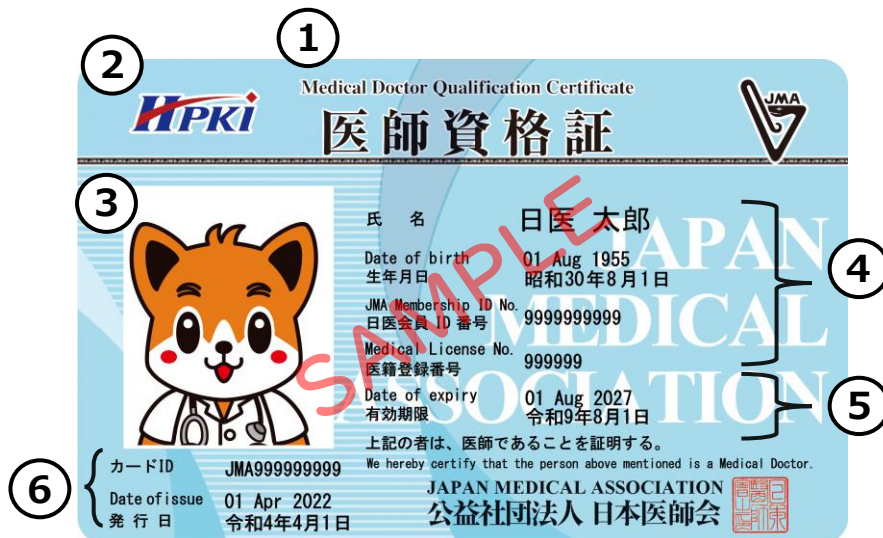 ①
②
HPKI
Medical Doctor Qualification Certificate
医師資格証
JMA
③
氏 名 日医 太郎
Date of birth 01 Aug 1955
生年月日 昭和30年8月1日
JMA Membership ID No.
日医会員 ID 番号 9999999999
Medical License No.
医籍登録番号 999999
④
Date of expiry 01 Aug 2027
有効期限 令和9年8月1日
⑤
上記の者は、医師であることを証明する。
We hereby certify that the person above mentioned is a Medical Doctor.
JAPAN MEDICAL ASSOCIATION
公益社団法人 日本医師会
⑥
カードID JMA999999999
Date of issue 01 Apr 2022
発行日 令和4年4月1日
JAPAN
MEDICAL
ASSOCIATION
SAMPLE